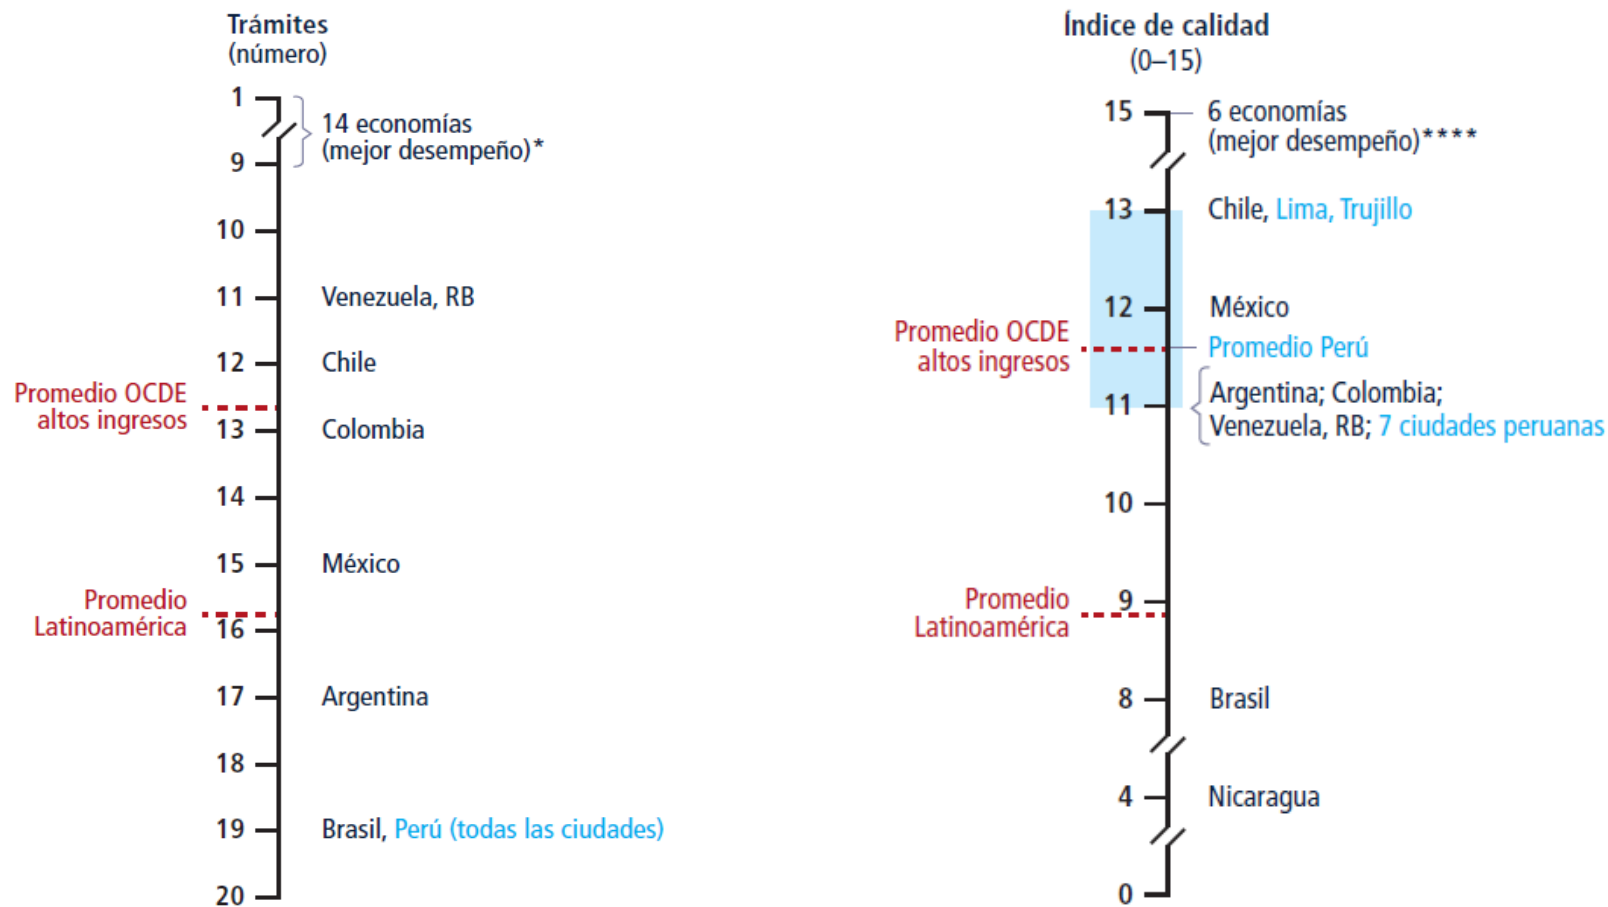 Trámites
(número)
1
14 economías
(mejor desempeño)*
9
10
11
Venezuela, RB
12
Chile
Promedio OCDE
altos ingresos
13
Colombia
14
15
México
Promedio
Latinoamérica
16
17
Argentina
18
19
Brasil, Perú (todas las ciudades)
20
Índice de calidad
(0–15)
15
6 economías
(mejor desempeño)****
13
Chile, Lima, Trujillo
12
México
Promedio OCDE
altos ingresos
Promedio Perú
11
Argentina; Colombia;
Venezuela, RB; 7 ciudades peruanas
10
9
Promedio
Latinoamérica
8
Brasil
4
Nicaragua
0